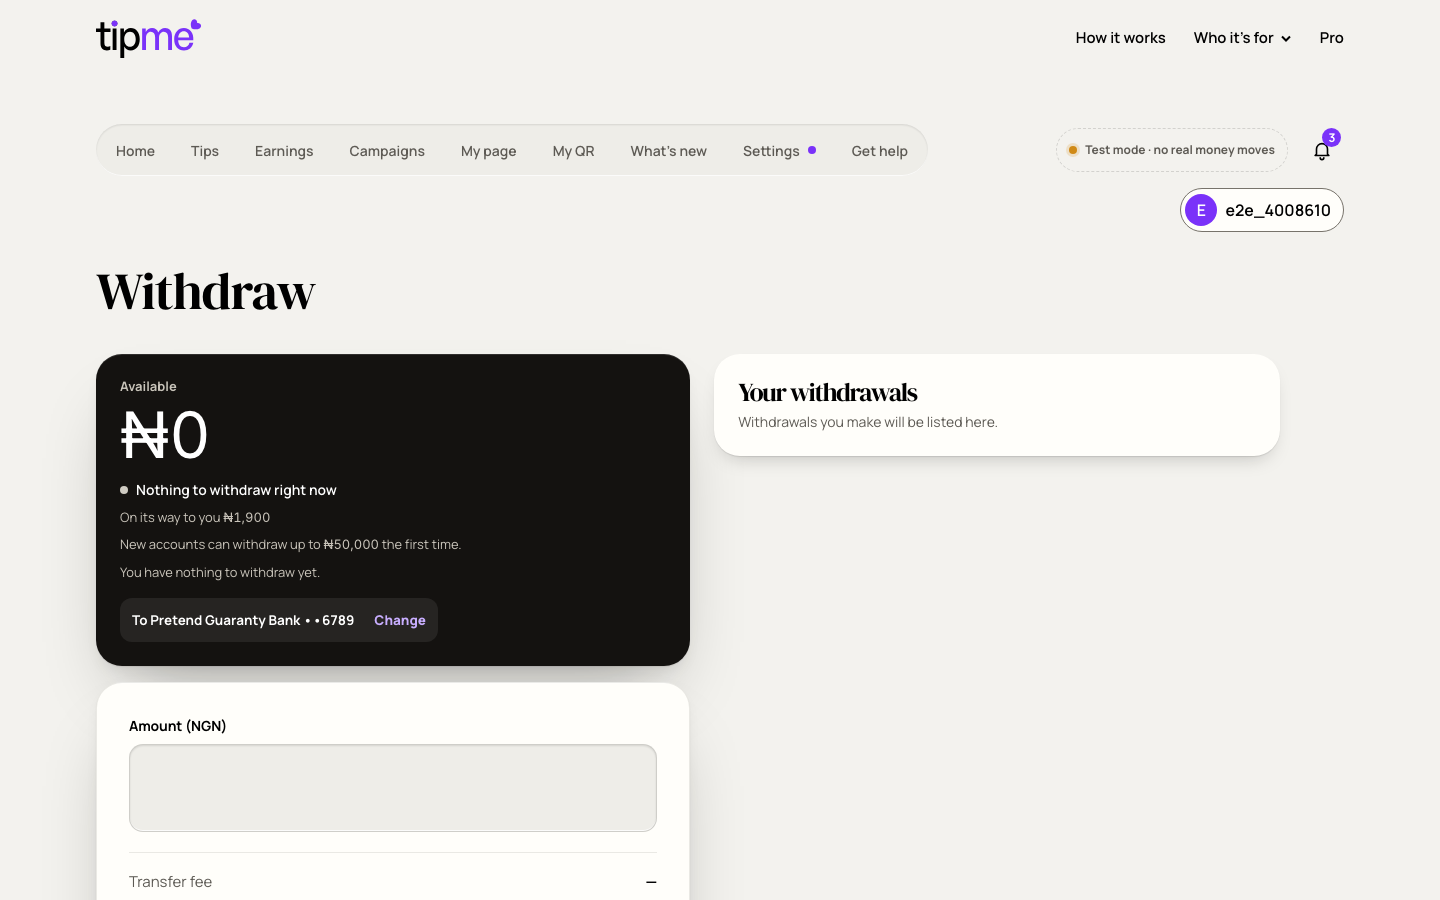 tipme
How it works
Who it's for
Pro
Home
Tips
Earnings
Campaigns
My page
My QR
What's new
Settings
Get help
Test mode · no real money moves
3
E
e2e_4008610
Withdraw
Available
₦0
Nothing to withdraw right now
On its way to you ₦1,900
New accounts can withdraw up to ₦50,000 the first time.
You have nothing to withdraw yet.
To Pretend Guaranty Bank • • 6789
Change
Your withdrawals
Withdrawals you make will be listed here.
Amount (NGN)
Transfer fee
—